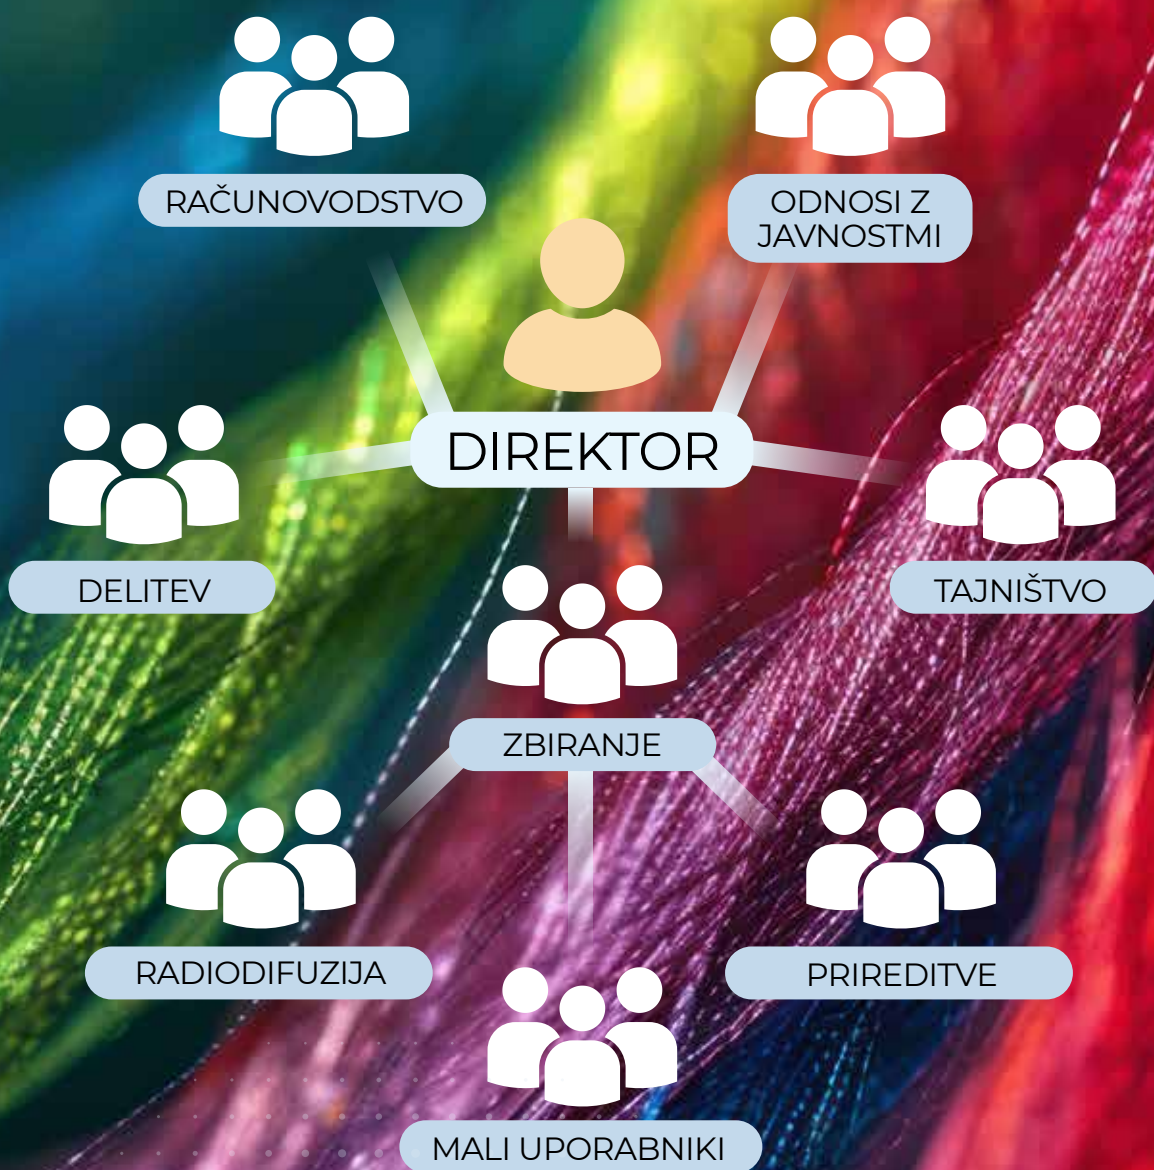 RAČUNOVODSTVO
ODNOSI Z
JAVNOSTMI
DIREKTOR
DELITEV
TAJNIŠTVO
ZBIRANJE
RADIODIFUZIJA
PRIREDITVE
MALI UPORABNIKI